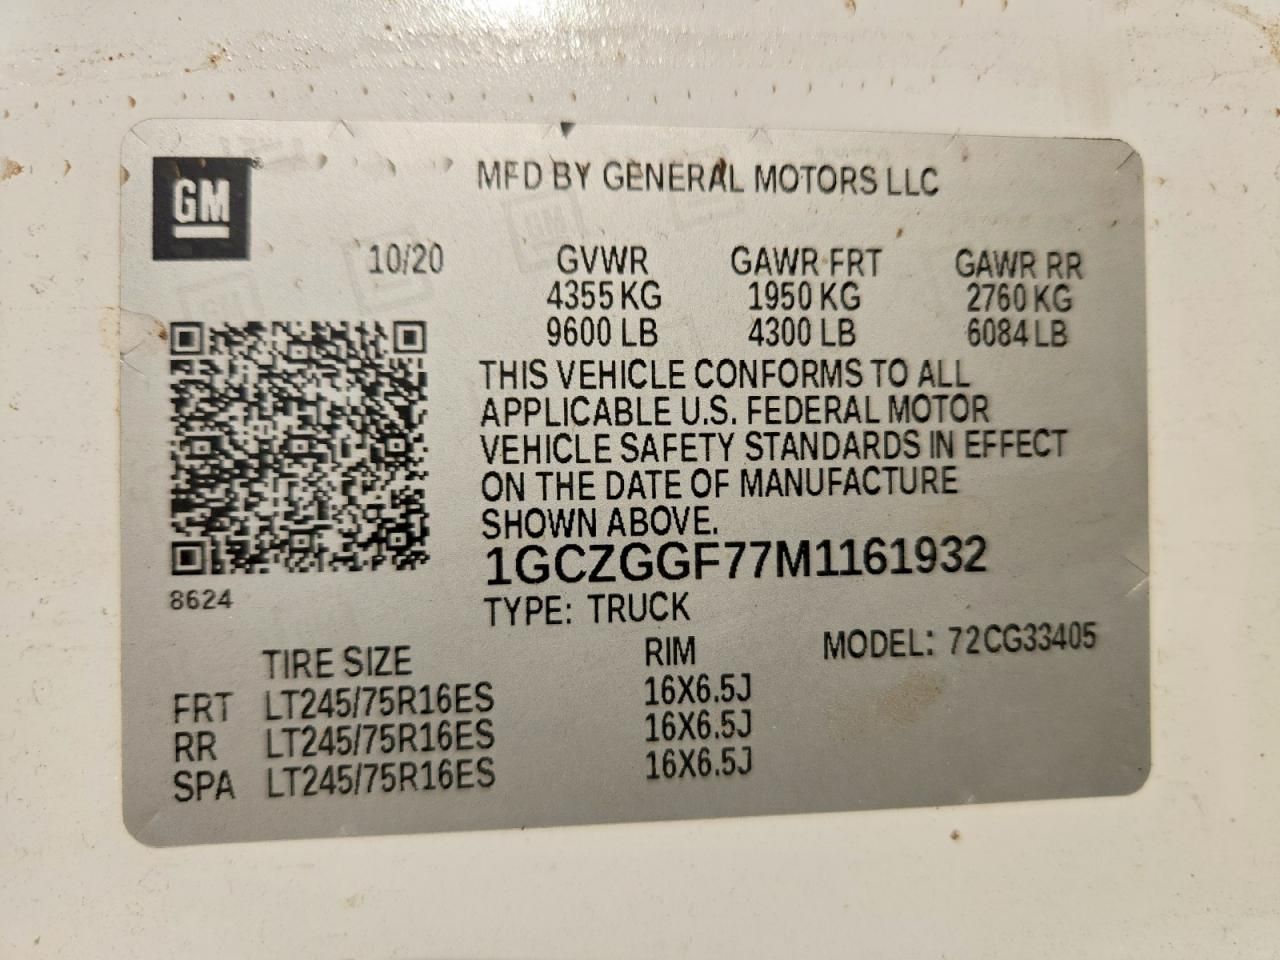 GM
MFD BY GENERAL MOTORS LLC
10/20 GVWR GAWR FRT GAWR RR
4355 KG 1950 KG 2760 KG
9600 LB 4300 LB 6084 LB
THIS VEHICLE CONFORMS TO ALL
APPLICABLE U.S. FEDERAL MOTOR
VEHICLE SAFETY STANDARDS IN EFFECT
ON THE DATE OF MANUFACTURE
SHOWN ABOVE.
1GCZGGF77M1161932
8624
TYPE: TRUCK
TIRE SIZE RIM MODEL: 72CG33405
FRT LT245/75R16ES 16X6.5J
RR LT245/75R16ES 16X6.5J
SPA LT245/75R16ES 16X6.5J